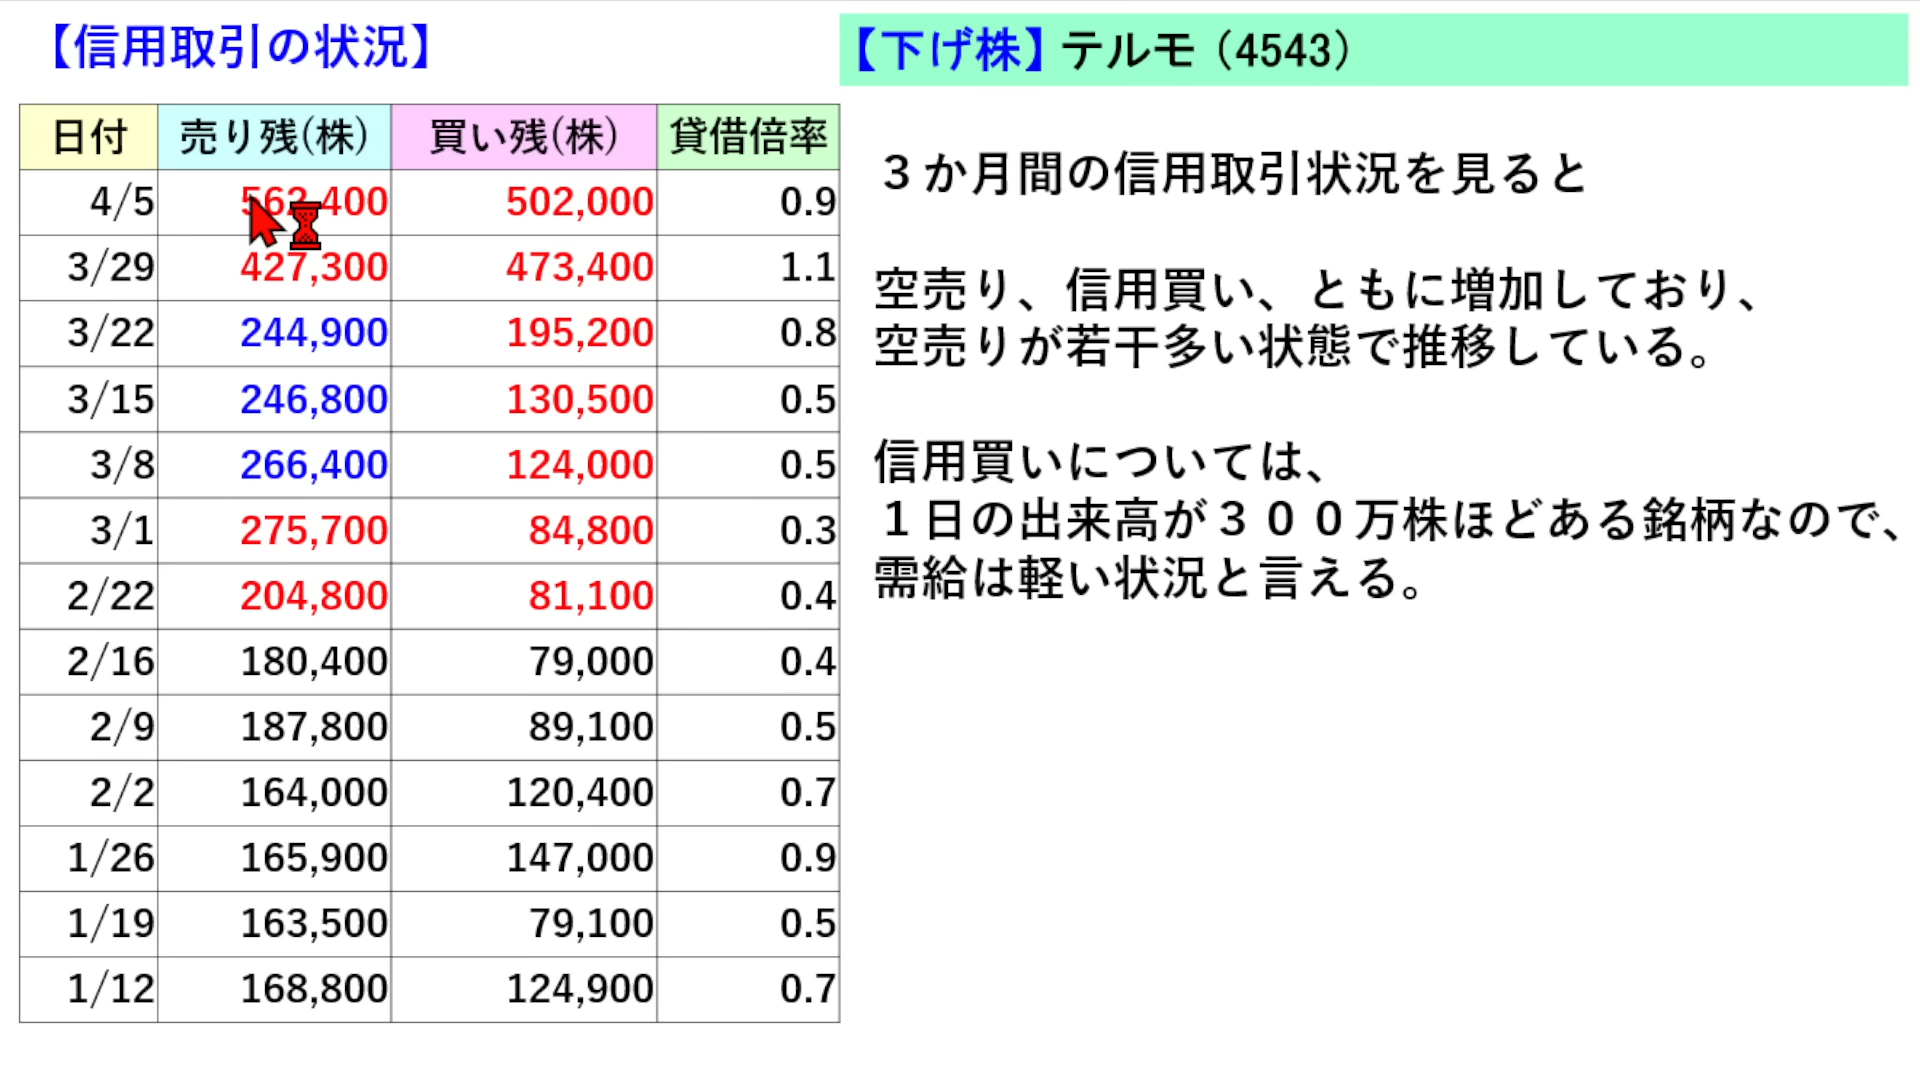 【信用取引の状況】
【下げ株】テルモ（4543）
日付 売り残(株) 買い残(株) 貸借倍率
4/5 562,400 502,000 0.9
3/29 427,300 473,400 1.1
3/22 244,900 195,200 0.8
3/15 246,800 130,500 0.5
3/8 266,400 124,000 0.5
3/1 275,700 84,800 0.3
2/22 204,800 81,100 0.4
2/16 180,400 79,000 0.4
2/9 187,800 89,100 0.5
2/2 164,000 120,400 0.7
1/26 165,900 147,000 0.9
1/19 163,500 79,100 0.5
1/12 168,800 124,900 0.7
３か月間の信用取引状況を見ると
空売り、信用買い、ともに増加しており、
空売りが若干多い状態で推移している。
信用買いについては、
１日の出来高が３００万株ほどある銘柄なので、
需給は軽い状況と言える。